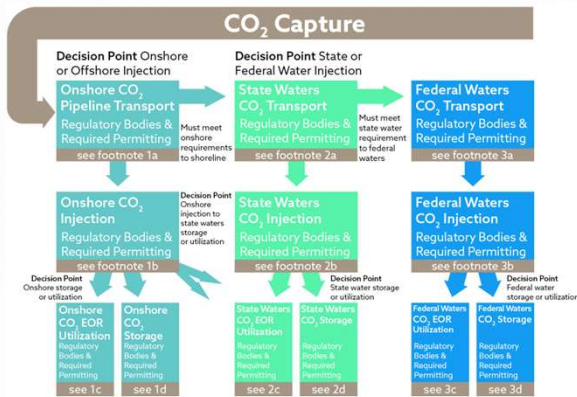 CO₂ Capture
Decision Point Onshore
or Offshore Injection
Decision Point State or
Federal Water Injection
Onshore CO₂
Pipeline Transport
Regulatory Bodies &
Required Permitting
see footnote 1a
Must meet
onshore
requirements
to shoreline
State Waters
CO₂ Transport
Regulatory Bodies &
Required Permitting
see footnote 2a
Must meet
state water
requirement
to federal
waters
Federal Waters
CO₂ Transport
Regulatory Bodies &
Required Permitting
see footnote 3a
Onshore CO₂
Injection
Regulatory Bodies &
Required Permitting
see footnote 1b
Decision Point
Onshore
injection to
state waters
storage
or utilization
State Waters
CO₂ Injection
Regulatory Bodies &
Required Permitting
see footnote 2b
Federal Waters
CO₂ Injection
Regulatory Bodies &
Required Permitting
see footnote 3b
Decision Point
Onshore storage
or utilization
Decision Point
State water storage
or utilization
Decision Point
Federal water
storage or utilization
Onshore
CO₂ EOR
Utilization
Regulatory
Bodies &
Required
Permitting
see 1c
Onshore
CO₂
Storage
Regulatory
Bodies &
Required
Permitting
see 1d
State Waters
CO₂ EOR
Utilization
Regulatory
Bodies &
Required
Permitting
see 2c
State Waters
CO₂ Storage
Regulatory
Bodies &
Required
Permitting
see 2d
Federal Waters
CO₂ EOR
Utilization
Regulatory
Bodies &
Required
Permitting
see 3c
Federal Waters
CO₂ Storage
Regulatory
Bodies &
Required
Permitting
see 3d